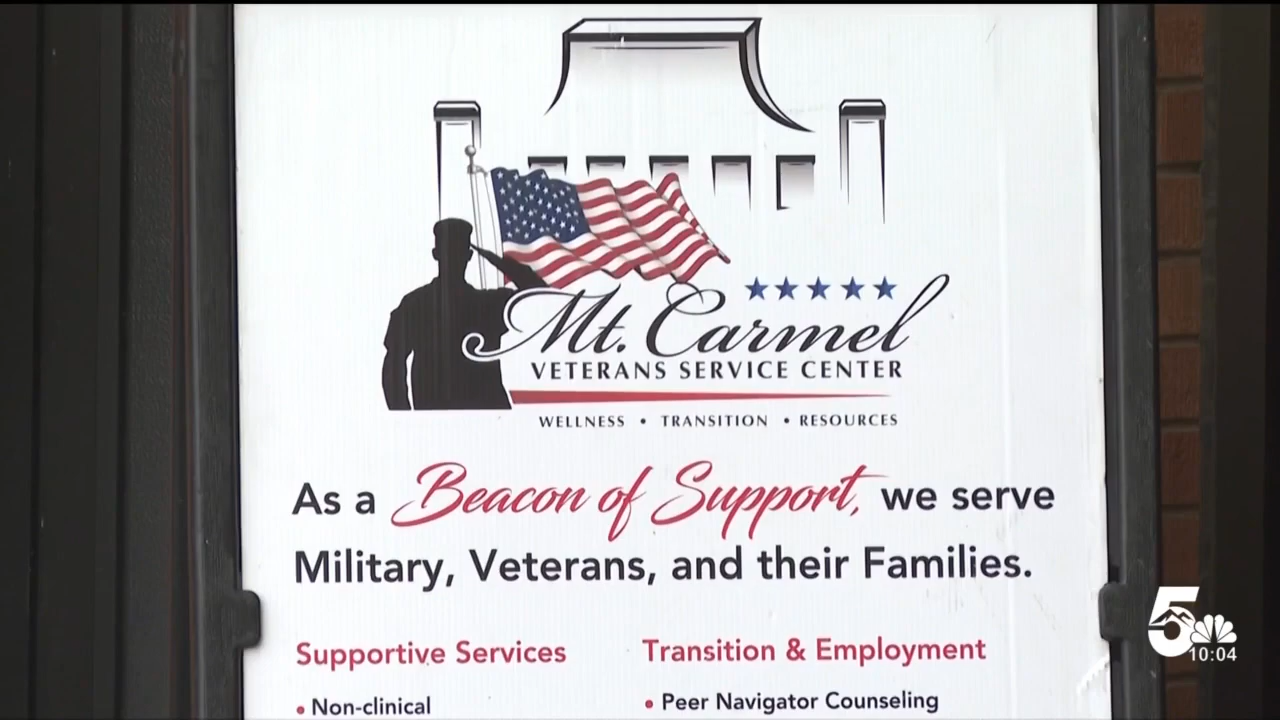 Mt. Carmel
VETERANS SERVICE CENTER
WELLNESS • TRANSITION • RESOURCES
As a Beacon of Support, we serve
Military, Veterans, and their Families.
Supportive Services
• Non-clinical
Transition & Employment
• Peer Navigator Counseling
5
10:04